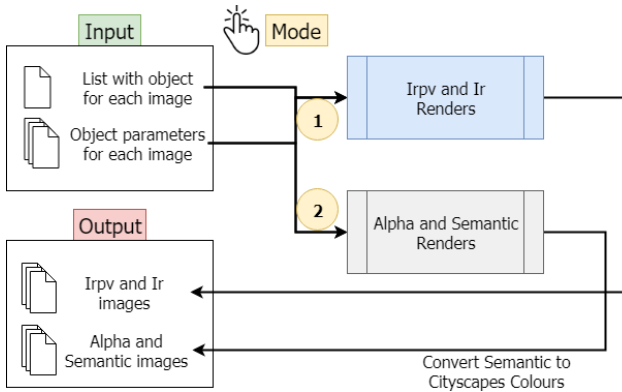 Input
Mode
List with object
for each image
Object parameters
for each image
1
Irpv and Ir
Renders
2
Alpha and Semantic
Renders
Output
Irpv and Ir
images
Alpha and
Semantic images
Convert Semantic to
Cityscapes Colours